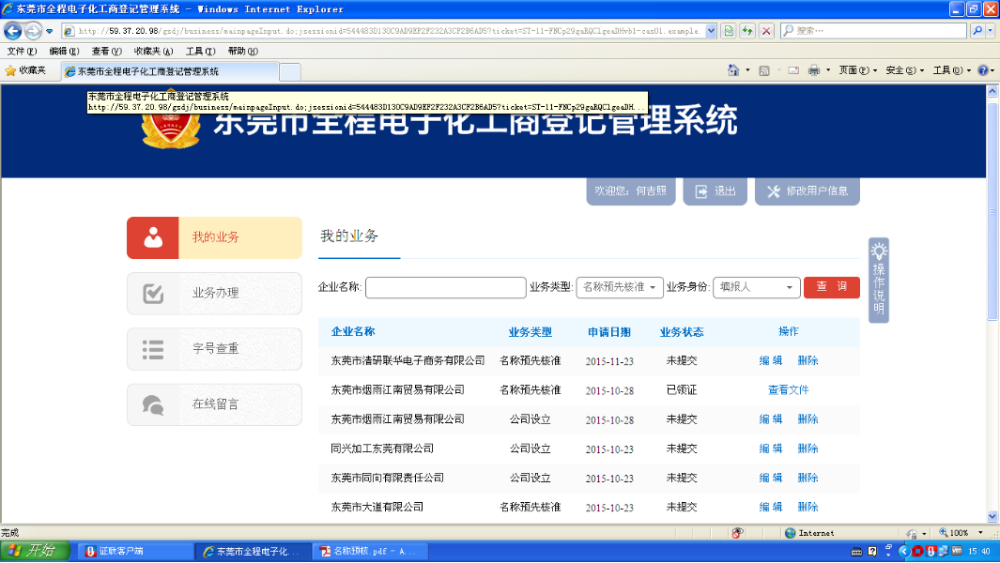 东莞市全程电子化工商登记管理系统 - Windows Internet Explorer
http://59.37.20.98/gsdj/business/mainpageInput.do;jsessionid=544483D130C9AD9EF2F232A3CF2B6AD5?ticket=ST-11-FNCp29gaRQClgeaDHwbl-cas01.example.
搜索...
文件(F) 编辑(E) 查看(V) 收藏夹(A) 工具(T) 帮助(H)
收藏夹 东莞市全程电子化工商登记管理系统
页面(P) 安全(S) 工具(O)
东莞市全程电子化工商登记管理系统
http://59.37.20.98/gsdj/business/mainpageInput.do;jsessionid=544483D130C9AD9EF2F232A3CF2B6AD5?ticket=ST-11-FNCp29gaRQClgeaDH...
东莞市全程电子化工商登记管理系统
欢迎您: 何吉照 退出 修改用户信息
我的业务
业务办理
字号查重
在线留言
我的业务
企业名称: 业务类型: 名称预先核准 业务身份: 填报人 查 询
操作说明
企业名称 业务类型 申请日期 业务状态 操作
东莞市清研联华电子商务有限公司 名称预先核准 2015-11-23 未提交 编 辑 删除
东莞市烟雨江南贸易有限公司 名称预先核准 2015-10-28 已领证 查看文件
东莞市烟雨江南贸易有限公司 公司设立 2015-10-28 未提交 编 辑 删除
同兴加工东莞有限公司 公司设立 2015-10-23 未提交 编 辑 删除
东莞市同向有限责任公司 公司设立 2015-10-23 未提交 编 辑 删除
东莞市大道有限公司 名称预先核准 2015-10-23 未提交 编 辑 删除
完成 Internet 100%
开始 证联客户端 东莞市全程电子化... 名称预核.pdf - A... 15:40